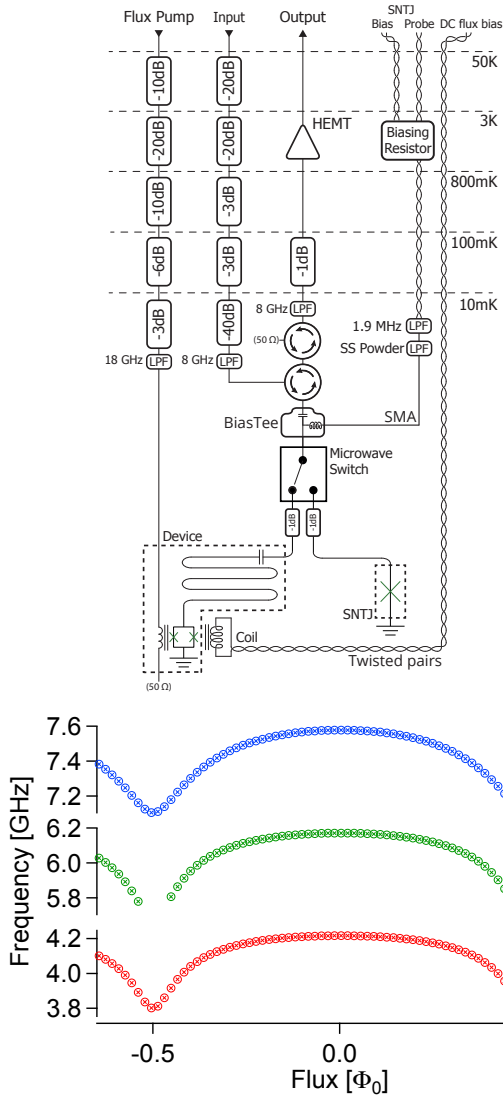 Flux Pump Input Output SNTJ Bias Probe DC flux bias
50K
-10dB -20dB
3K
-20dB -20dB HEMT Biasing Resistor
800mK
-10dB -3dB
100mK
-6dB -3dB -1dB
10mK
-3dB -40dB 8 GHz LPF
(50 Ω) 1.9 MHz LPF
18 GHz LPF 8 GHz LPF SS Powder LPF
BiasTee SMA
Microwave
Switch
-1dB -1dB
Device
SNTJ
Coil
Twisted pairs
(50 Ω)
7.6
7.4
7.2
6.2
6.0
5.8
4.2
4.0
3.8
Frequency [GHz]
-0.5 0.0
Flux [Φ0]